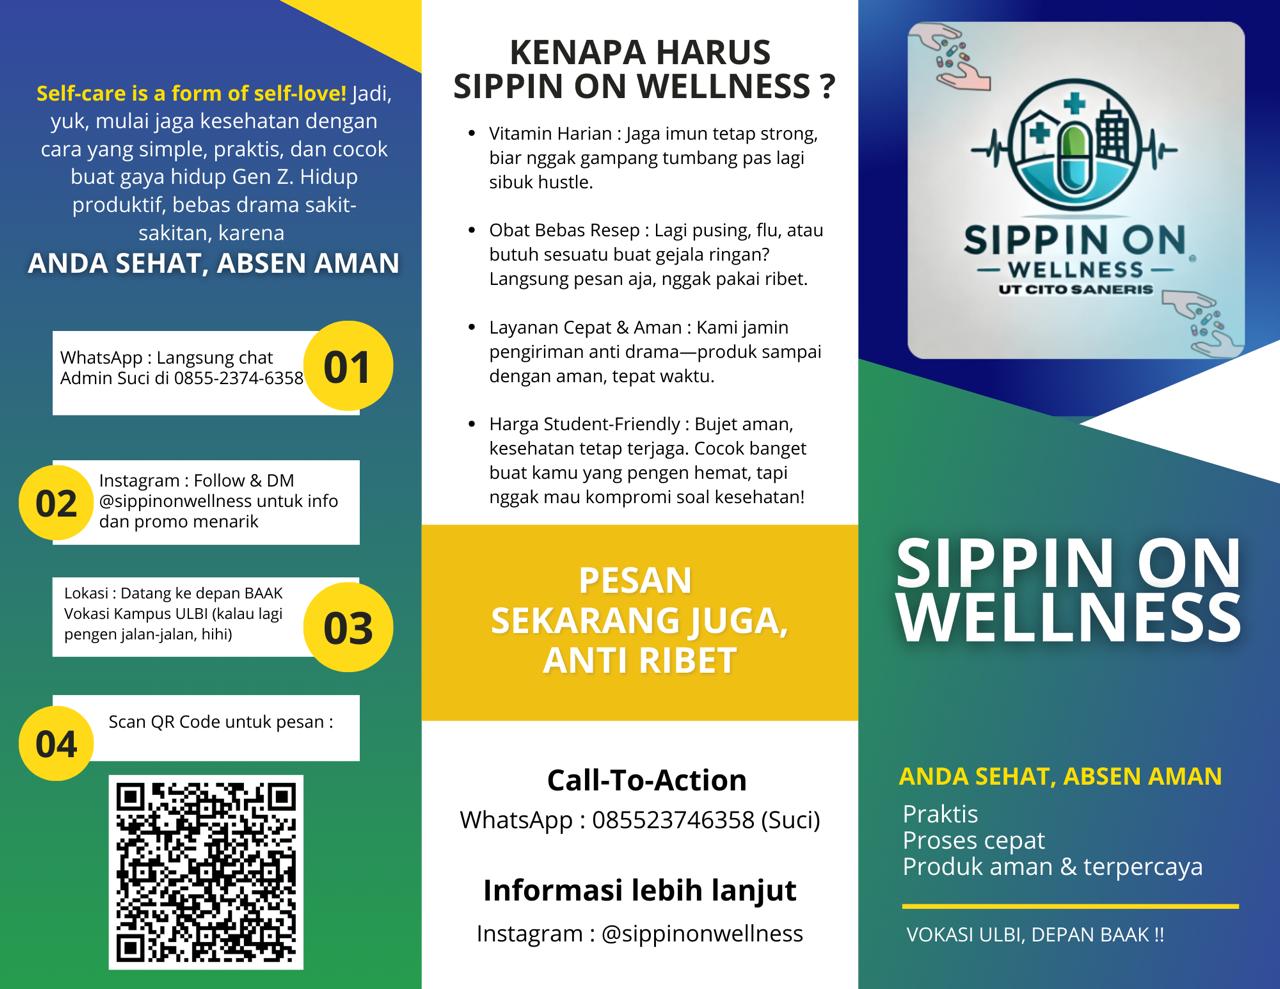 Self-care is a form of self-love! Jadi,
yuk, mulai jaga kesehatan dengan
cara yang simple, praktis, dan cocok
buat gaya hidup Gen Z. Hidup
produktif, bebas drama sakit-
sakitan, karena
ANDA SEHAT, ABSEN AMAN
WhatsApp : Langsung chat
Admin Suci di 0855-2374-6358
01
02
Instagram : Follow & DM
@sippinonwellness untuk info
dan promo menarik
Lokasi : Datang ke depan BAAK
Vokasi Kampus ULBI (kalau lagi
pengen jalan-jalan, hihi)
03
04
Scan QR Code untuk pesan :
KENAPA HARUS
SIPPIN ON WELLNESS ?
• Vitamin Harian : Jaga imun tetap strong,
biar nggak gampang tumbang pas lagi
sibuk hustle.
• Obat Bebas Resep : Lagi pusing, flu, atau
butuh sesuatu buat gejala ringan?
Langsung pesan aja, nggak pakai ribet.
• Layanan Cepat & Aman : Kami jamin
pengiriman anti drama—produk sampai
dengan aman, tepat waktu.
• Harga Student-Friendly : Bujet aman,
kesehatan tetap terjaga. Cocok banget
buat kamu yang pengen hemat, tapi
nggak mau kompromi soal kesehatan!
PESAN
SEKARANG JUGA,
ANTI RIBET
Call-To-Action
WhatsApp : 085523746358 (Suci)
Informasi lebih lanjut
Instagram : @sippinonwellness
SIPPIN ON
WELLNESS
UT CITO SANERIS
SIPPIN ON
WELLNESS
ANDA SEHAT, ABSEN AMAN
Praktis
Proses cepat
Produk aman & terpercaya
VOKASI ULBI, DEPAN BAAK !!